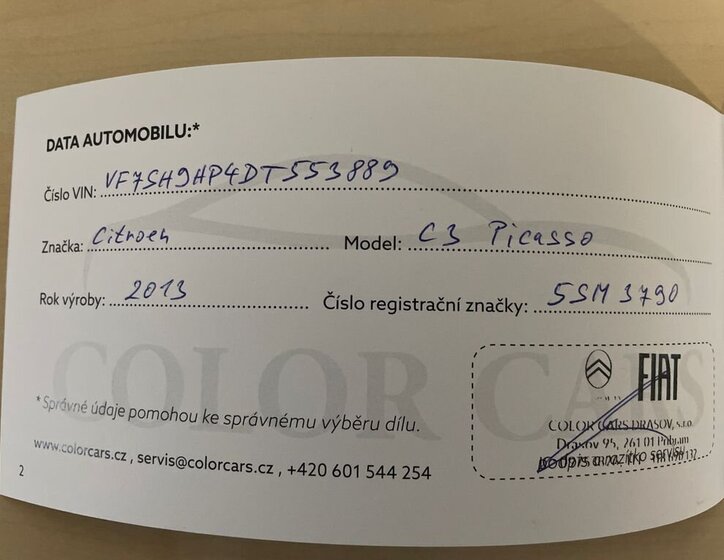 DATA AUTOMOBILU:*
Číslo VIN: VF7SH9HP4DT553889
Značka: Citroen Model: C3 Picasso
Rok výroby: 2013 Číslo registrační značky: 5SM 3790
COLOR CARS
FIAT
COLOR CARS DRASOV, s.r.o.
Drasov 95, 261 01 Příbram
podpis a razítko servisu
*Správné údaje pomohou ke správnému výběru dílu.
www.colorcars.cz , servis@colorcars.cz , +420 601 544 254
2